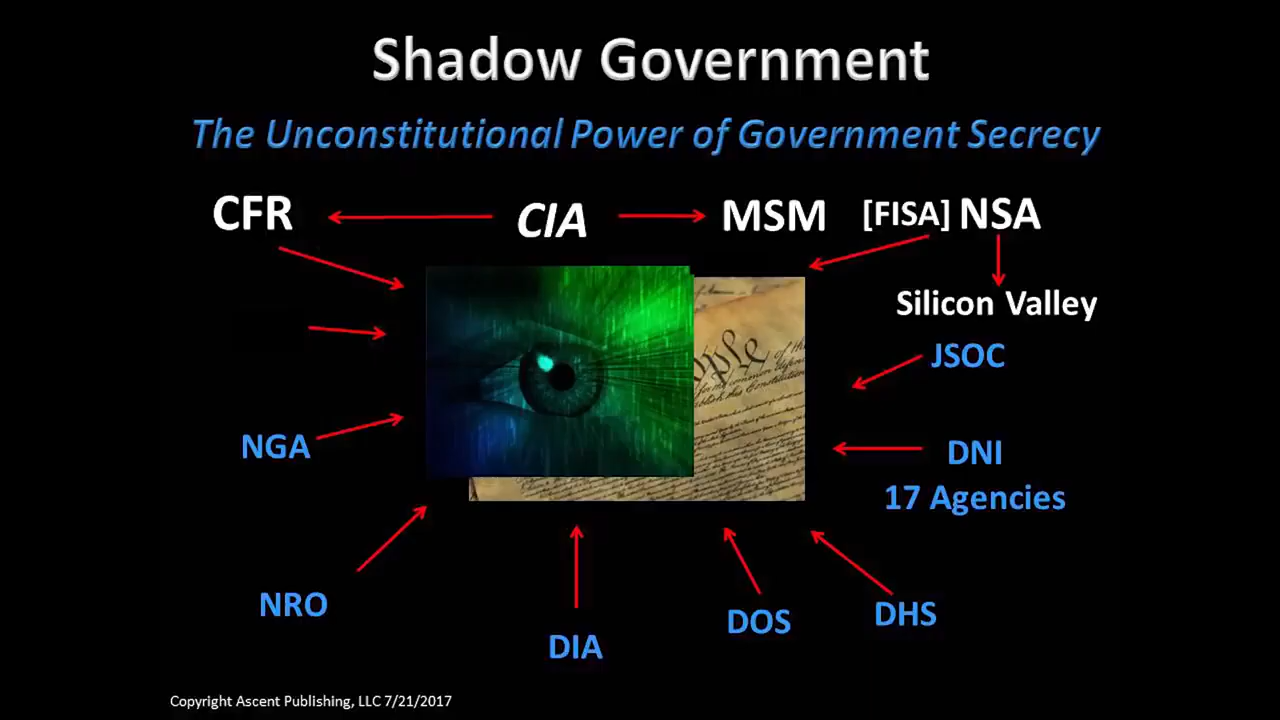 Shadow Government
The Unconstitutional Power of Government Secrecy
CFR CIA MSM [FISA] NSA
Silicon Valley
JSOC
NGA
DNI
17 Agencies
NRO
DIA
DOS
DHS
Copyright Ascent Publishing, LLC 7/21/2017